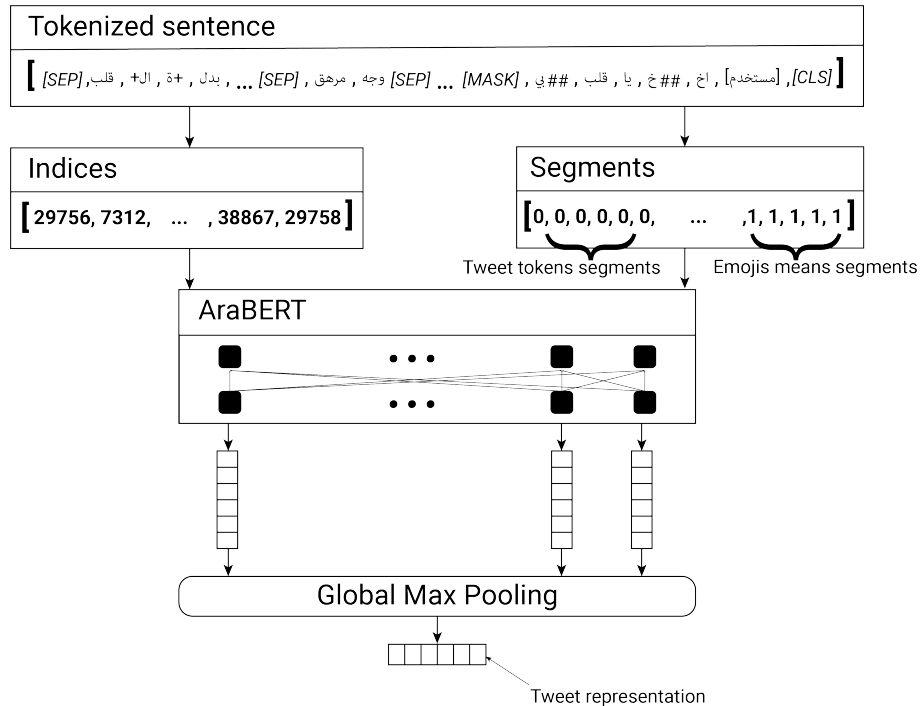 Tokenized sentence
[ [CLS], [مستخدم] , اخ , ##خ , يا , قلب , ##بي , [MASK] ... [SEP] وجه , مرهق , [SEP] ... , بدل , +ة , ال+ , قلب, [SEP] ]
Indices
[29756, 7312, ... , 38867, 29758]
Segments
[0, 0, 0, 0, 0, 0, ... ,1, 1, 1, 1, 1]
Tweet tokens segments
Emojis means segments
AraBERT
Global Max Pooling
Tweet representation